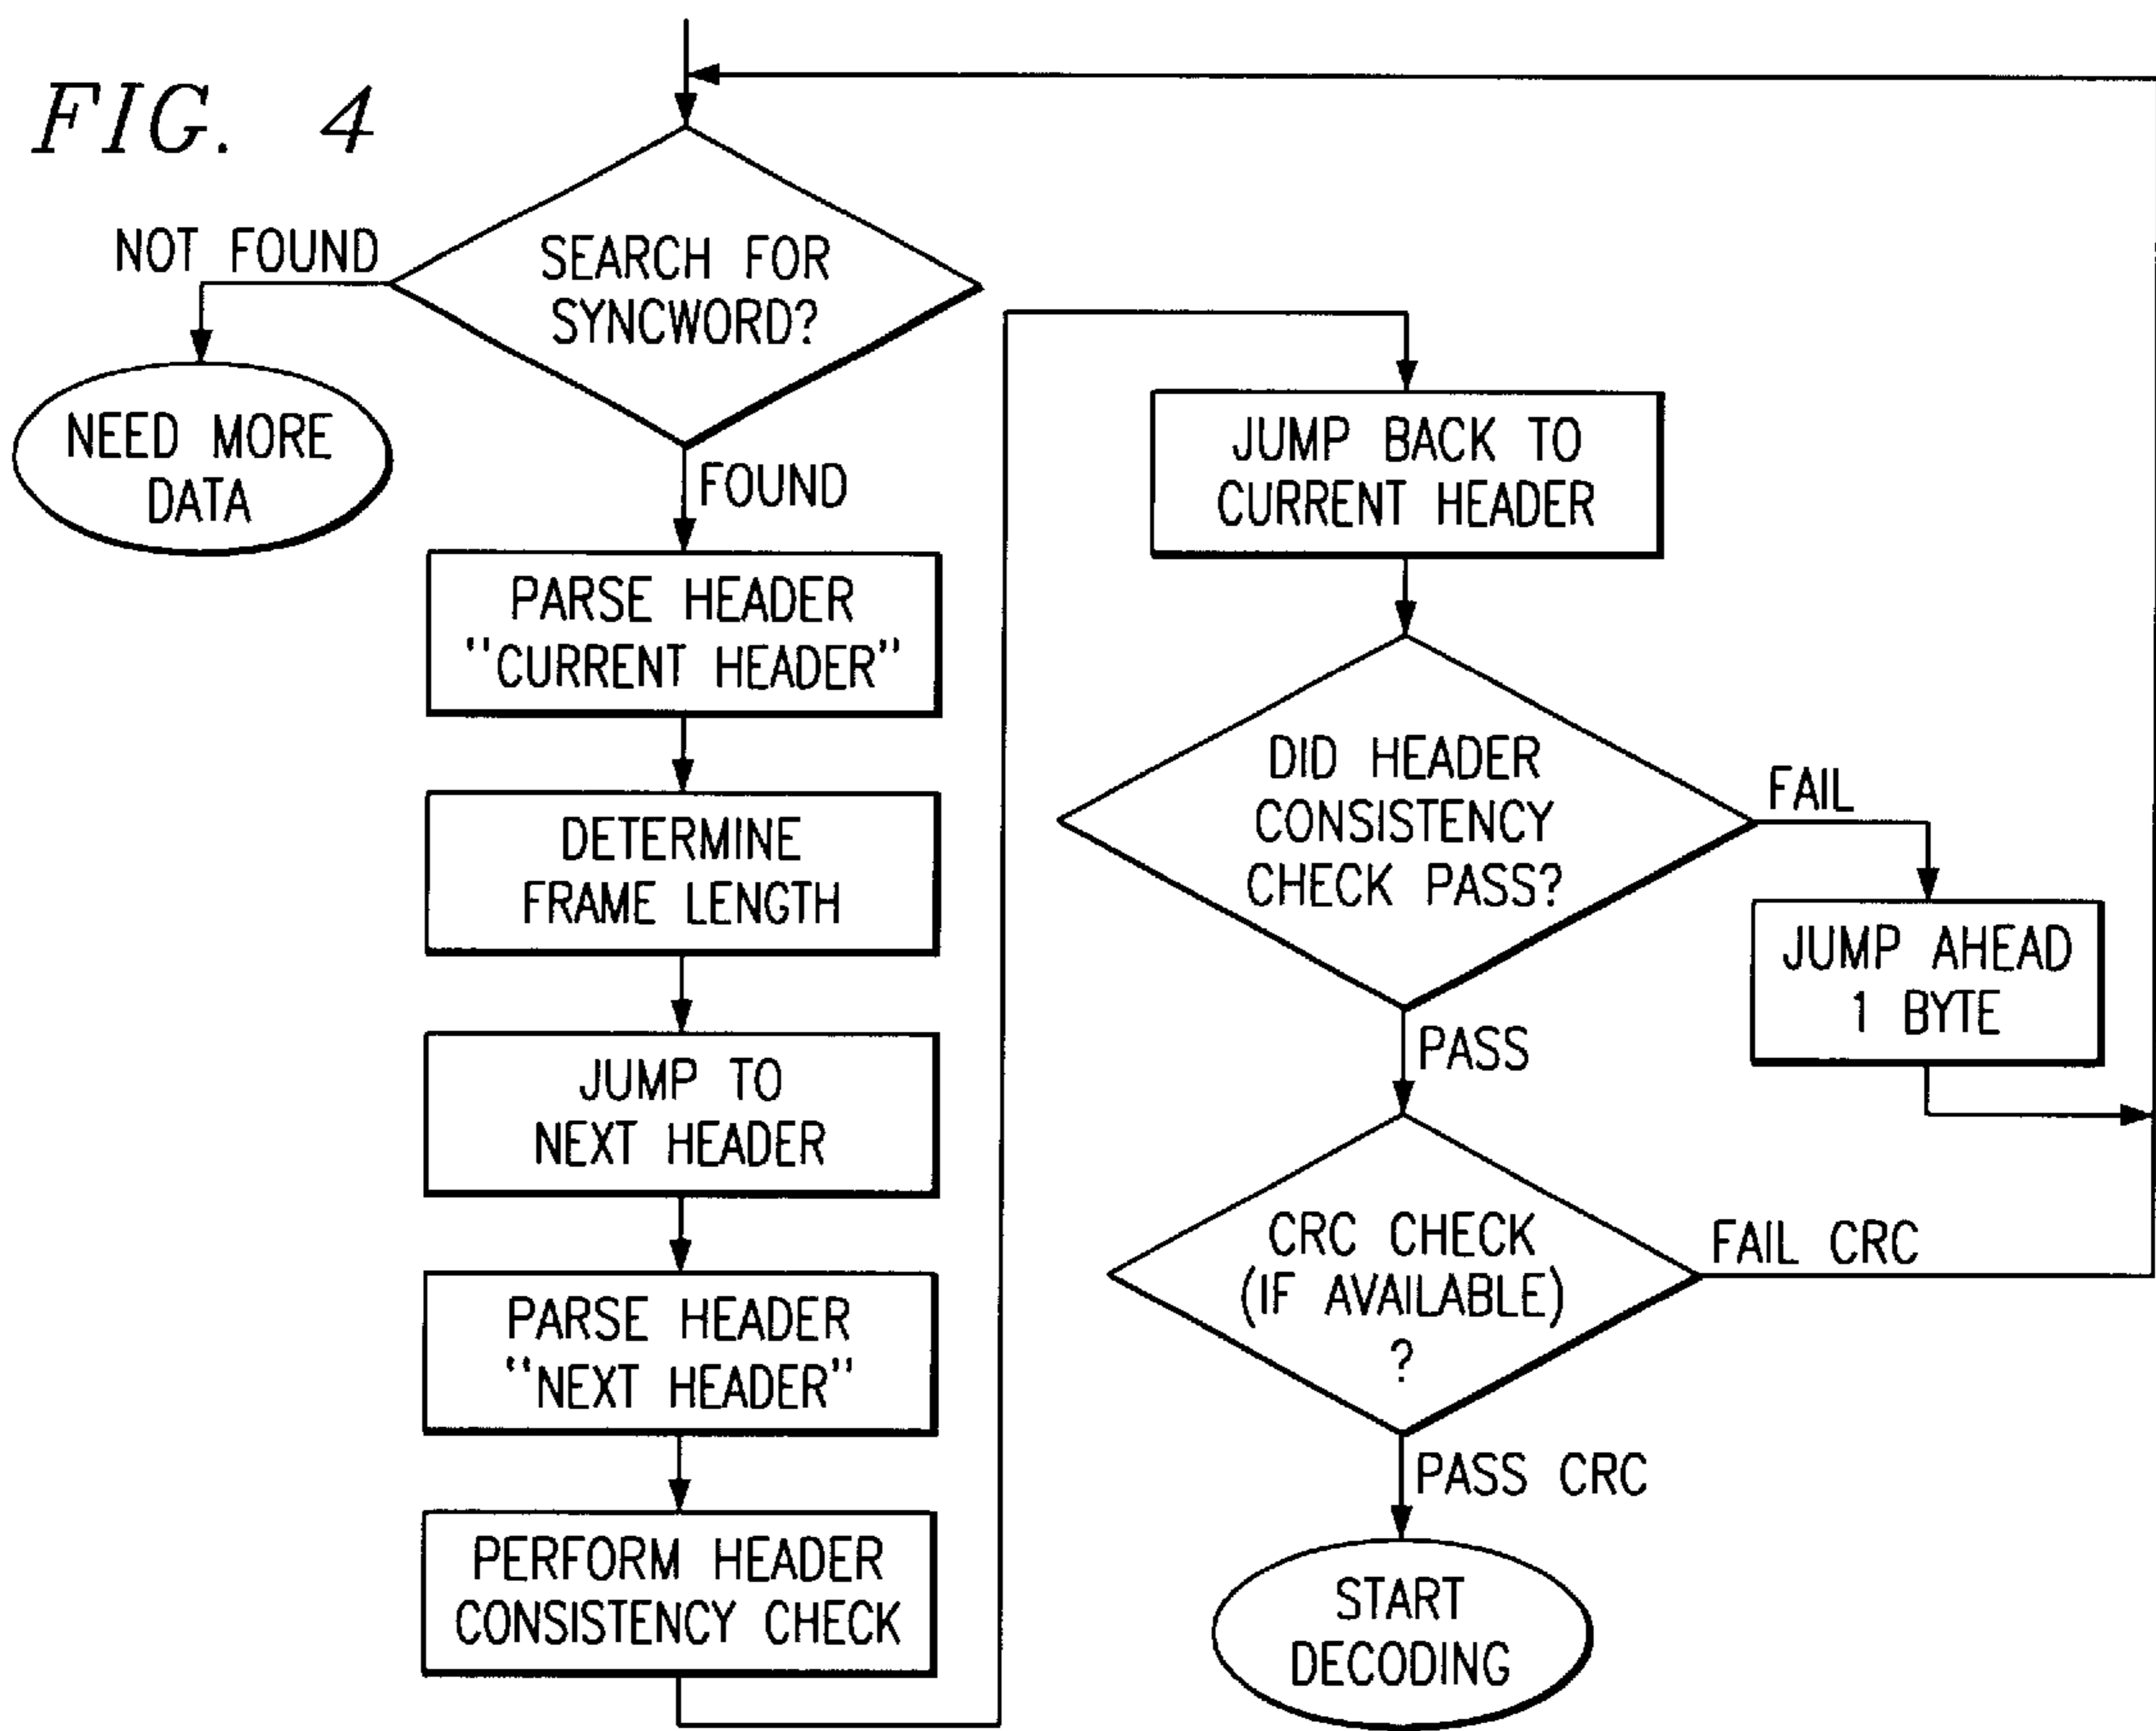 FIG. 4
SEARCH FOR
SYNCWORD?
NOT FOUND
NEED MORE
DATA
FOUND
PARSE HEADER
"CURRENT HEADER"
DETERMINE
FRAME LENGTH
JUMP TO
NEXT HEADER
PARSE HEADER
"NEXT HEADER"
PERFORM HEADER
CONSISTENCY CHECK
JUMP BACK TO
CURRENT HEADER
DID HEADER
CONSISTENCY
CHECK PASS?
FAIL
JUMP AHEAD
1 BYTE
PASS
CRC CHECK
(IF AVAILABLE)
?
FAIL CRC
PASS CRC
START
DECODING